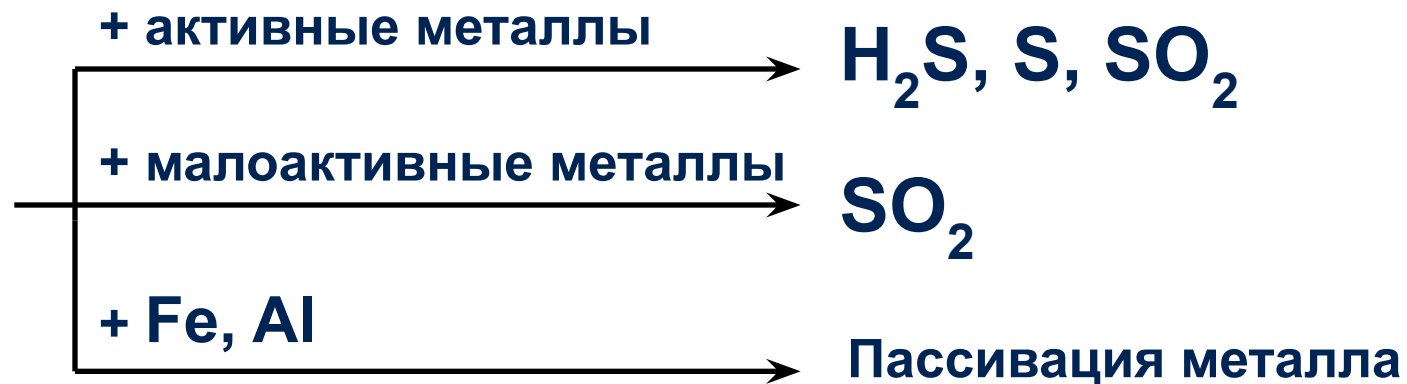 + активные металлы
H₂S, S, SO₂
+ малоактивные металлы
SO₂
+ Fe, Al
Пассивация металла